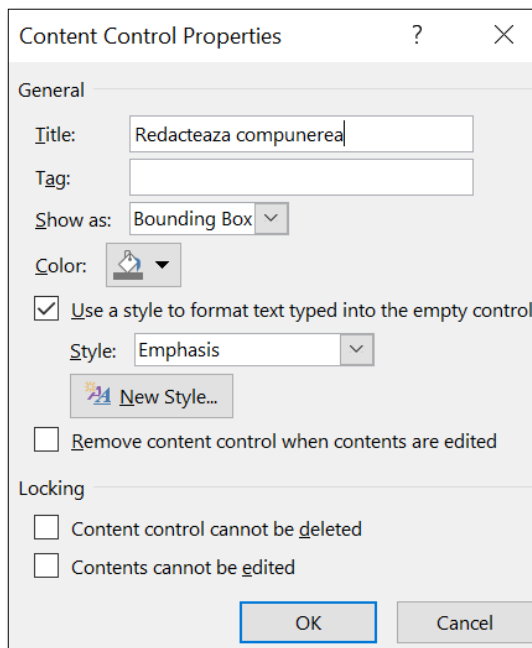 Content Control Properties ?
General
Title: Redacteaza compunerea
Tag:
Show as: Bounding Box
Color:
Use a style to format text typed into the empty control
Style: Emphasis
New Style...
Remove content control when contents are edited
Locking
Content control cannot be deleted
Contents cannot be edited
OK Cancel